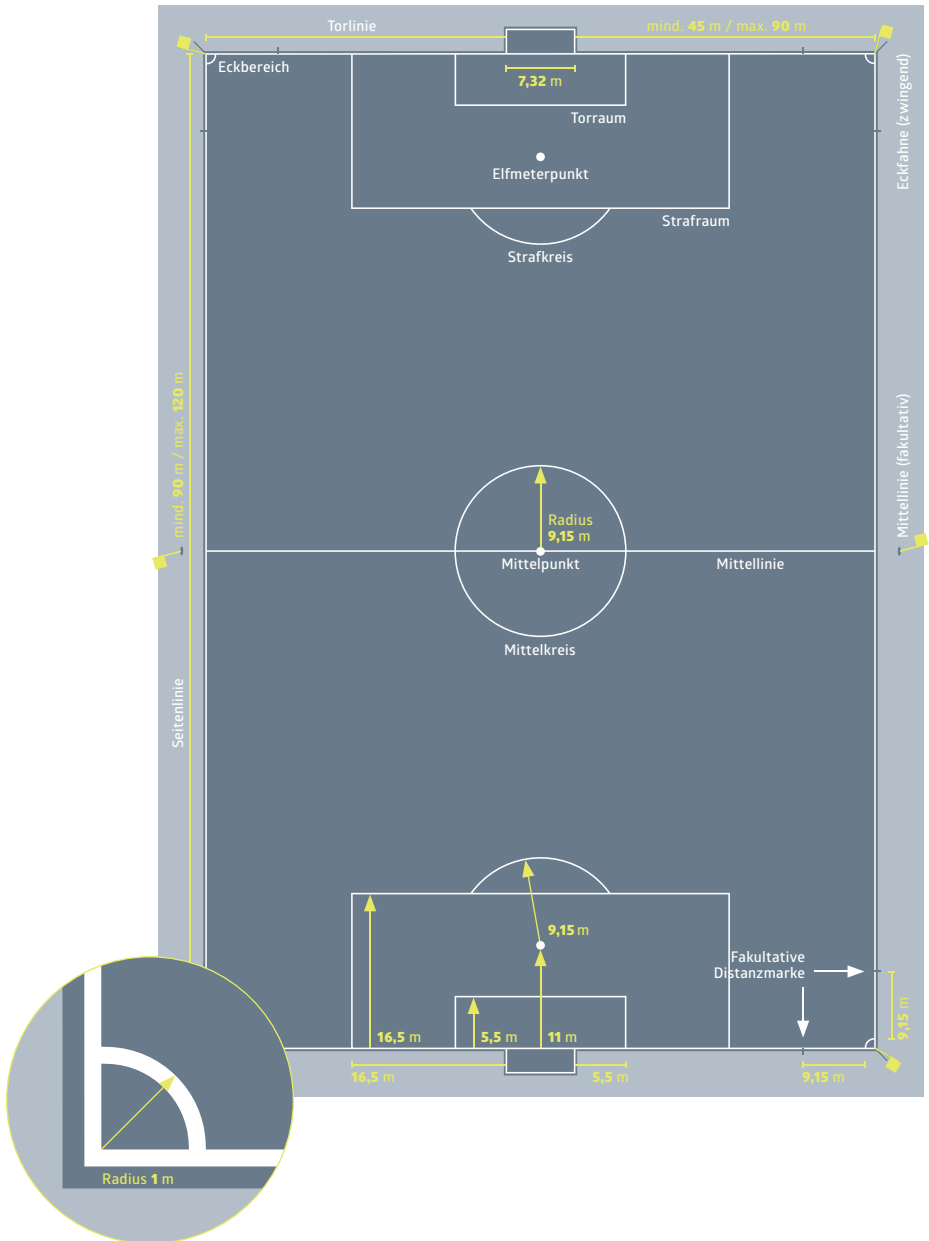 Torlinie
mind. 45 m / max. 90 m
Eckbereich
7,32 m
Torraum
Eckfahne (zwingend)
Elfmeterpunkt
Strafraum
Strafkreis
mind. 90 m / max. 120 m
Mittellinie (fakultativ)
Radius
9,15 m
Mittelpunkt
Mittellinie
Mittelkreis
Seitenlinie
9,15 m
Fakultative
Distanzmarke
9,15 m
16,5 m
5,5 m
11 m
16,5 m
5,5 m
9,15 m
Radius 1 m